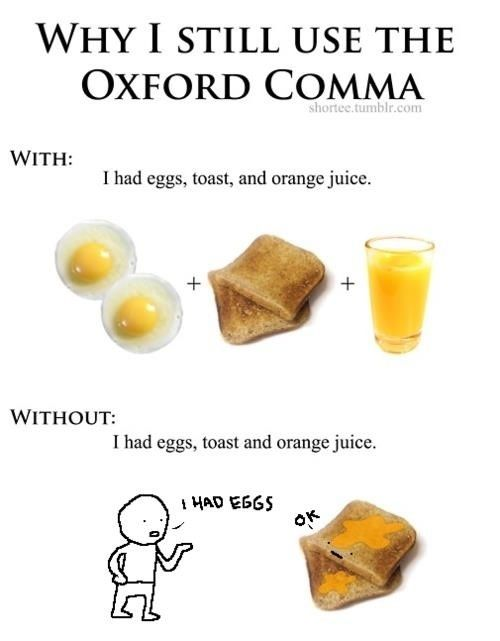 WHY I STILL USE THE
OXFORD COMMA
shortee.tumblr.com
WITH:
I had eggs, toast, and orange juice.
+ +
WITHOUT:
I had eggs, toast and orange juice.
I HAD EGGS
OK